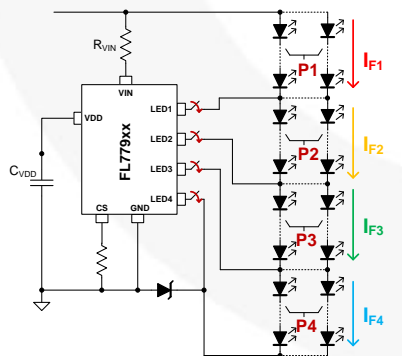 RVIN
VIN
LED1
P1
IF1
VDD
FL779xx
LED2
P2
IF2
CVDD
LED3
LED4
P3
IF3
CS
GND
P4
IF4